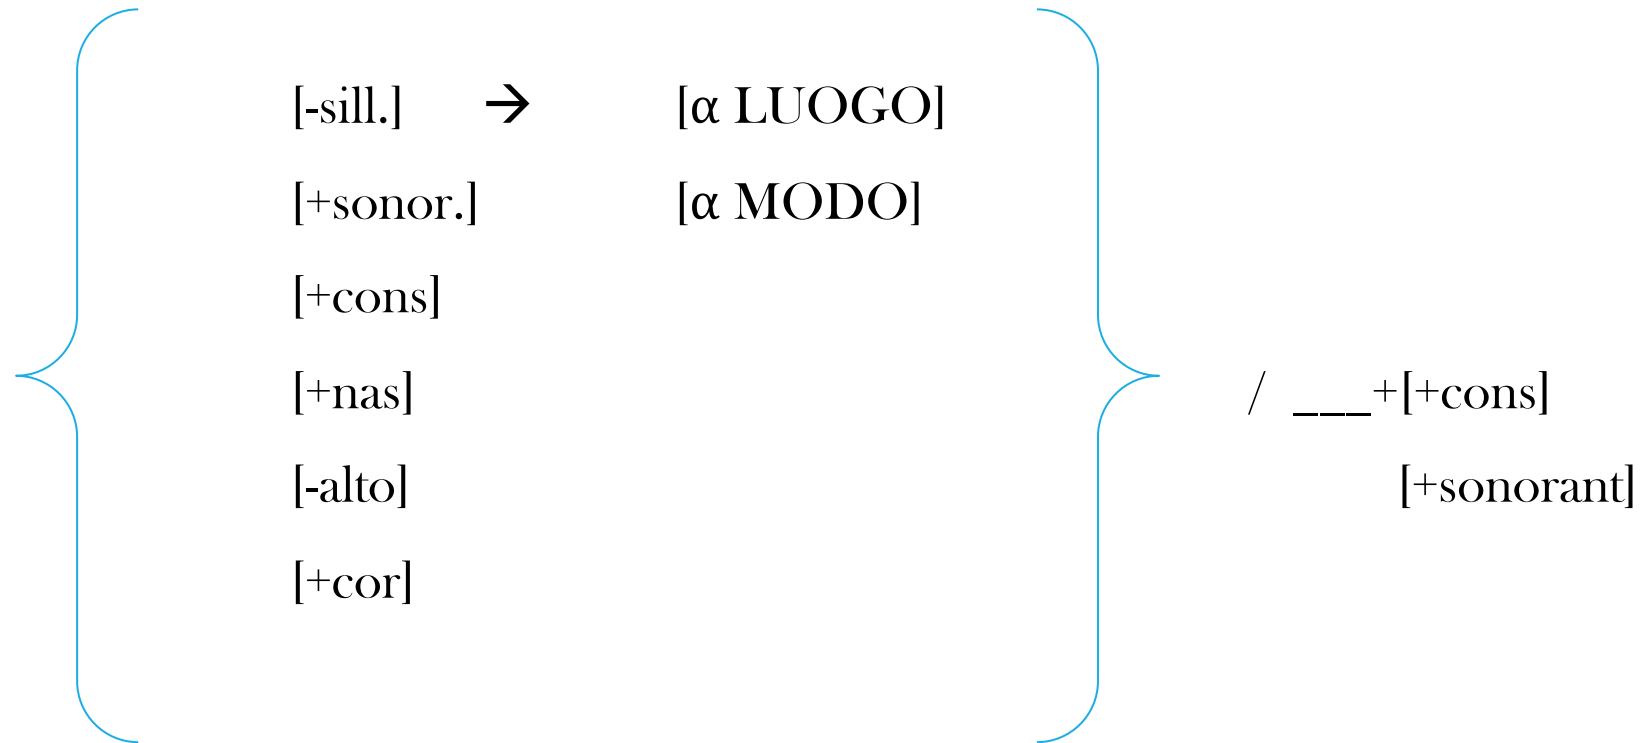 [-sill.] → [α LUOGO]
[+sonor.] [α MODO]
[+cons]
[+nas] / ___+[+cons]
[-alto] [+sonorant]
[+cor]